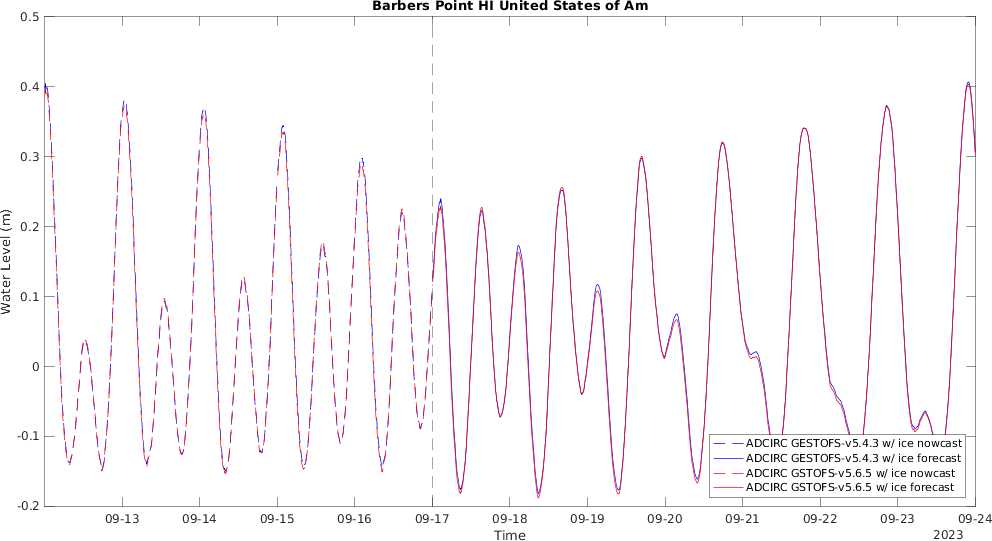 Barbers Point HI United States of Am
Water Level (m)
0.5
0.4
0.3
0.2
0.1
0
-0.1
-0.2
ADCIRC GESTOFS-v5.4.3 w/ ice nowcast
ADCIRC GESTOFS-v5.4.3 w/ ice forecast
ADCIRC GSTOFS-v5.6.5 w/ ice nowcast
ADCIRC GSTOFS-v5.6.5 w/ ice forecast
09-13 09-14 09-15 09-16 09-17 09-18 09-19 09-20 09-21 09-22 09-23 09-24
Time
2023